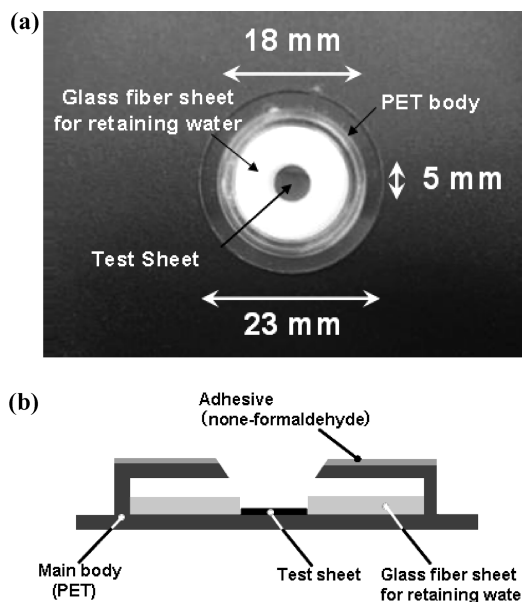 (a)
18 mm
Glass fiber sheet
for retaining water
PET body
5 mm
Test Sheet
23 mm
(b)
Adhesive
(none-formaldehyde)
Main body
(PET)
Test sheet
Glass fiber sheet
for retaining wate